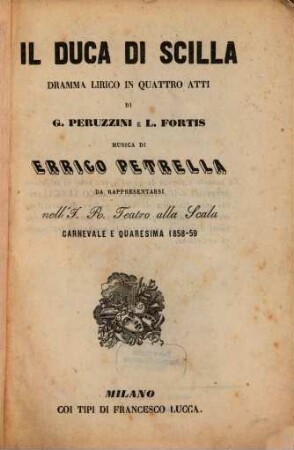 IL DUCA DI SCILLA
DRAMMA LIRICO IN QUATTRO ATTI
DI
G. PERUZZINI E L. FORTIS
MUSICA DI
ERRICO PETRELLA
DA RAPPRESENTARSI
nell'I. R. Teatro alla Scala
CARNEVALE E QUARESIMA 1858-59
MILANO
COI TIPI DI FRANCESCO LUCCA.